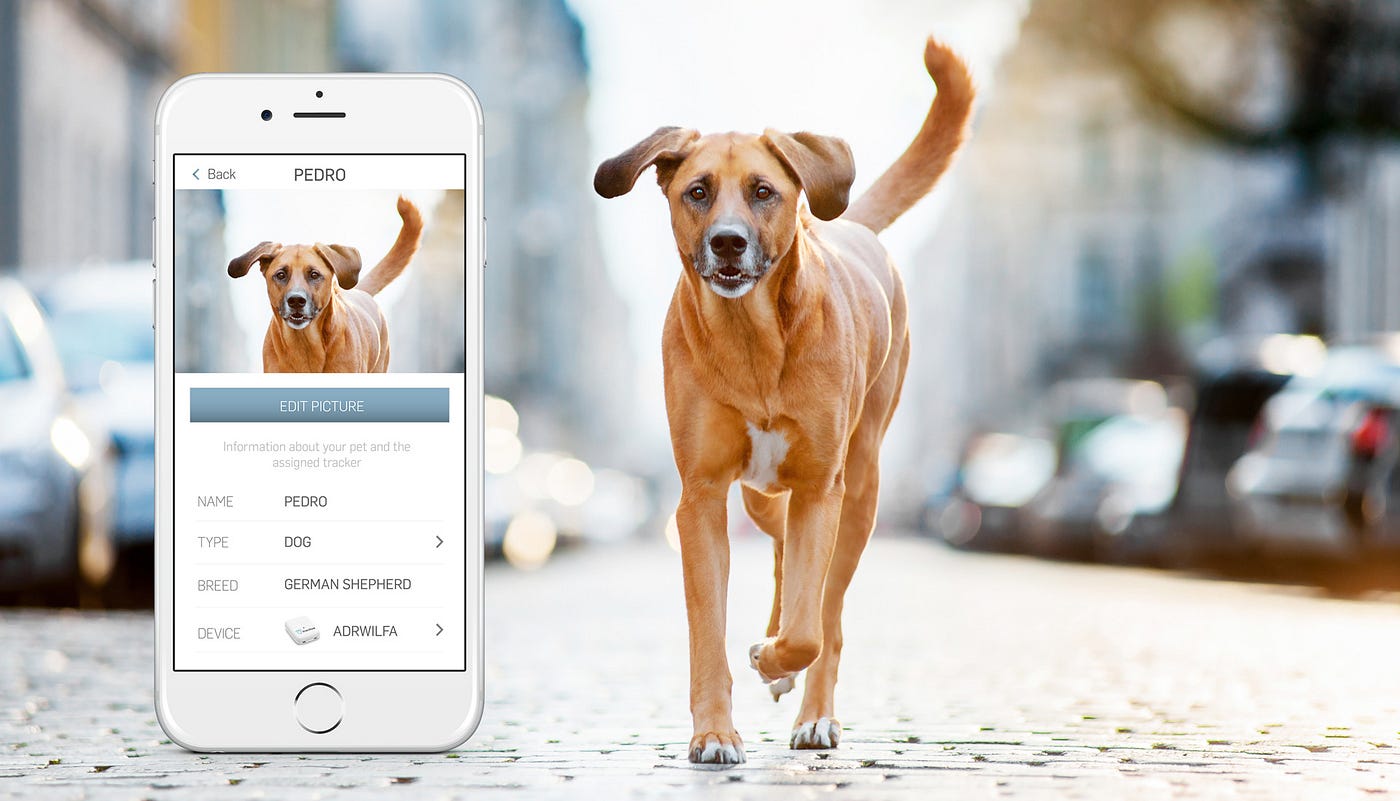 Back PEDRO
EDIT PICTURE
Information about your pet and the
assigned tracker
NAME PEDRO
TYPE DOG
BREED GERMAN SHEPHERD
DEVICE ADRWILFA